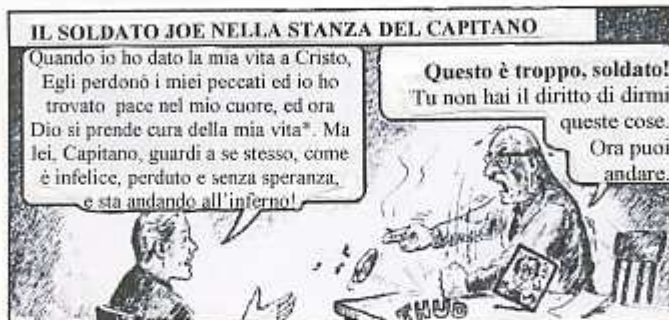 IL SOLDATO JOE NELLA STANZA DEL CAPITANO
Quando io ho dato la mia vita a Cristo,
Egli perdonò i miei peccati ed io ho
trovato pace nel mio cuore, ed ora
Dio si prende cura della mia vita*. Ma
lei, Capitano, guardi a se stesso, come
è infelice, perduto e senza speranza,
e sta andando all'inferno!
Questo è troppo, soldato!
Tu non hai il diritto di dirmi
queste cose.
Ora puoi
andare.
THUD